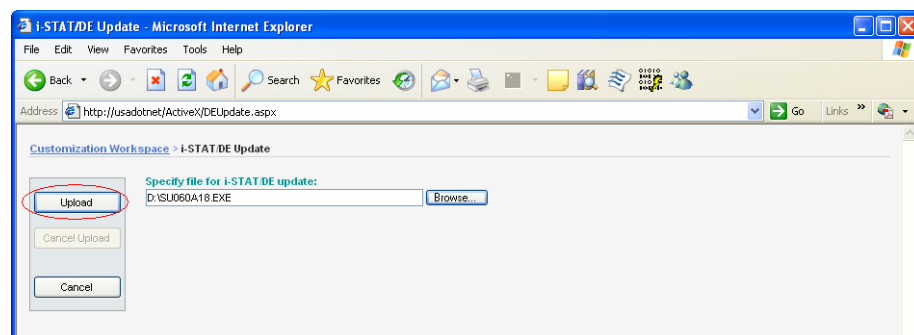 i-STAT/DE Update - Microsoft Internet Explorer
File Edit View Favorites Tools Help
Back Search Favorites
Address http://usadotnet/ActiveX/DEUpdate.aspx Go Links »
Customization Workspace > i-STAT/DE Update
Specify file for i-STAT/DE update:
Upload D:\SU060A18.EXE Browse...
Cancel Upload
Cancel